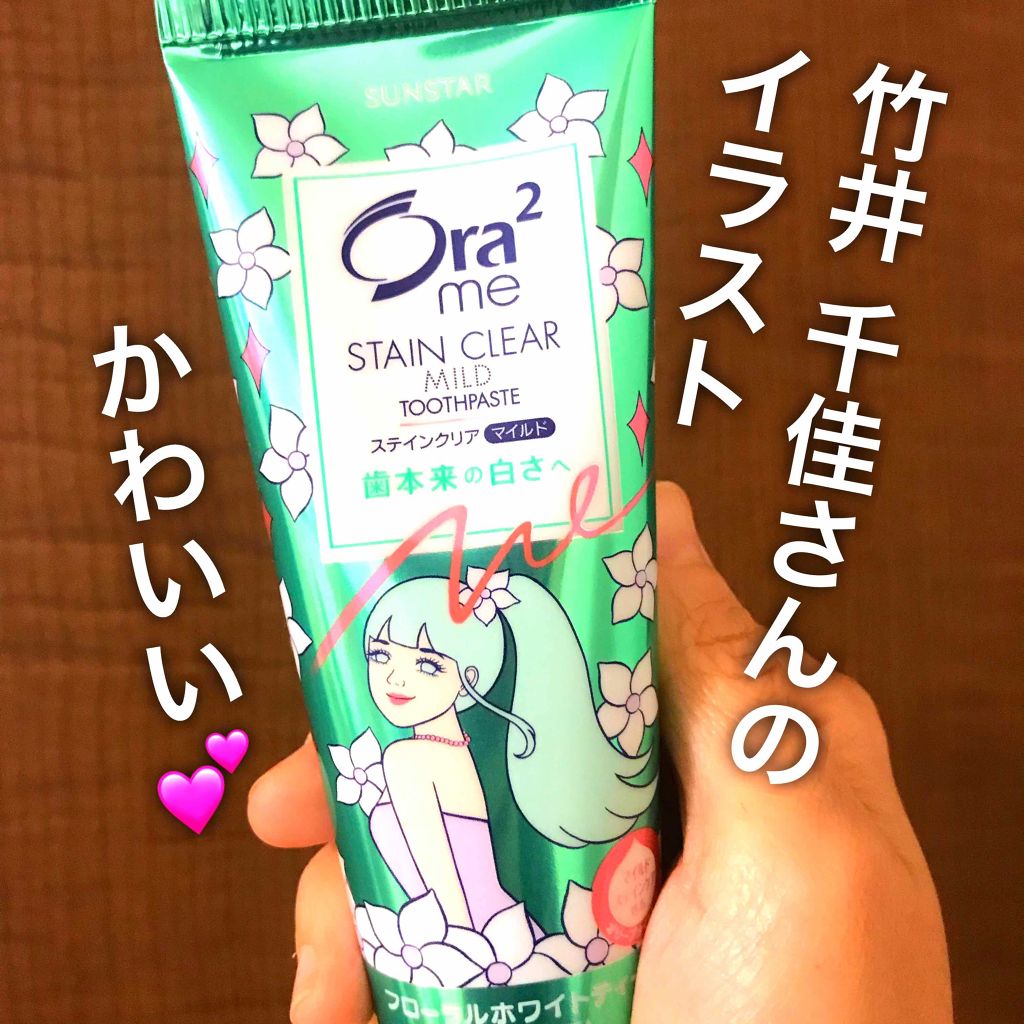 竹井 千佳さんの
イラスト
かわいい💕
SUNSTAR
Ora²
me
STAIN CLEAR
MILD
TOOTHPASTE
ステインクリア マイルド
歯本来の白さへ
me
フローラルホワイトティー